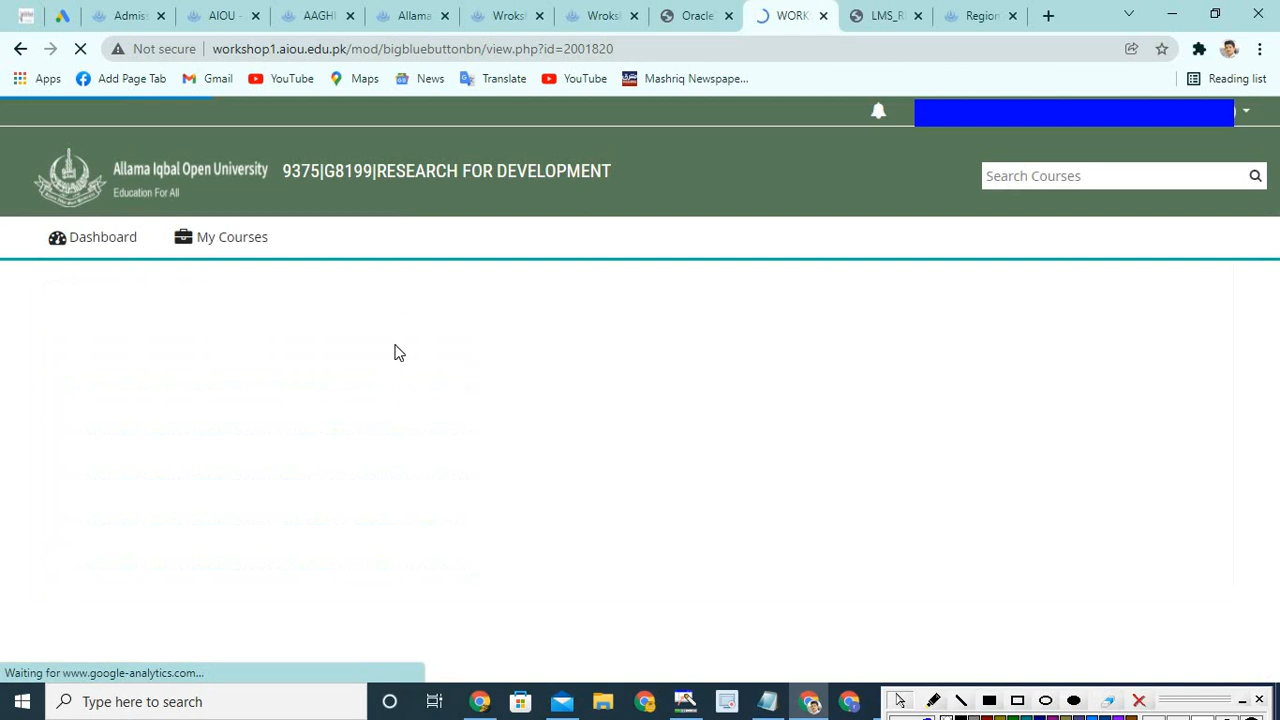 Admis
AIOU -
AAGHI
Allama
Wroksh
Wroksh
Oracle
WORK
LMS_R
Region
Not secure
workshop1.aiou.edu.pk/mod/bigbluebuttonbn/view.php?id=2001820
Apps
Add Page Tab
Gmail
YouTube
Maps
News
Translate
YouTube
Mashriq Newspape...
Reading list
Allama Iqbal Open University
Education For All
9375|G8199|RESEARCH FOR DEVELOPMENT
Search Courses
Dashboard
My Courses
Waiting for www.google-analytics.com...
Type here to search